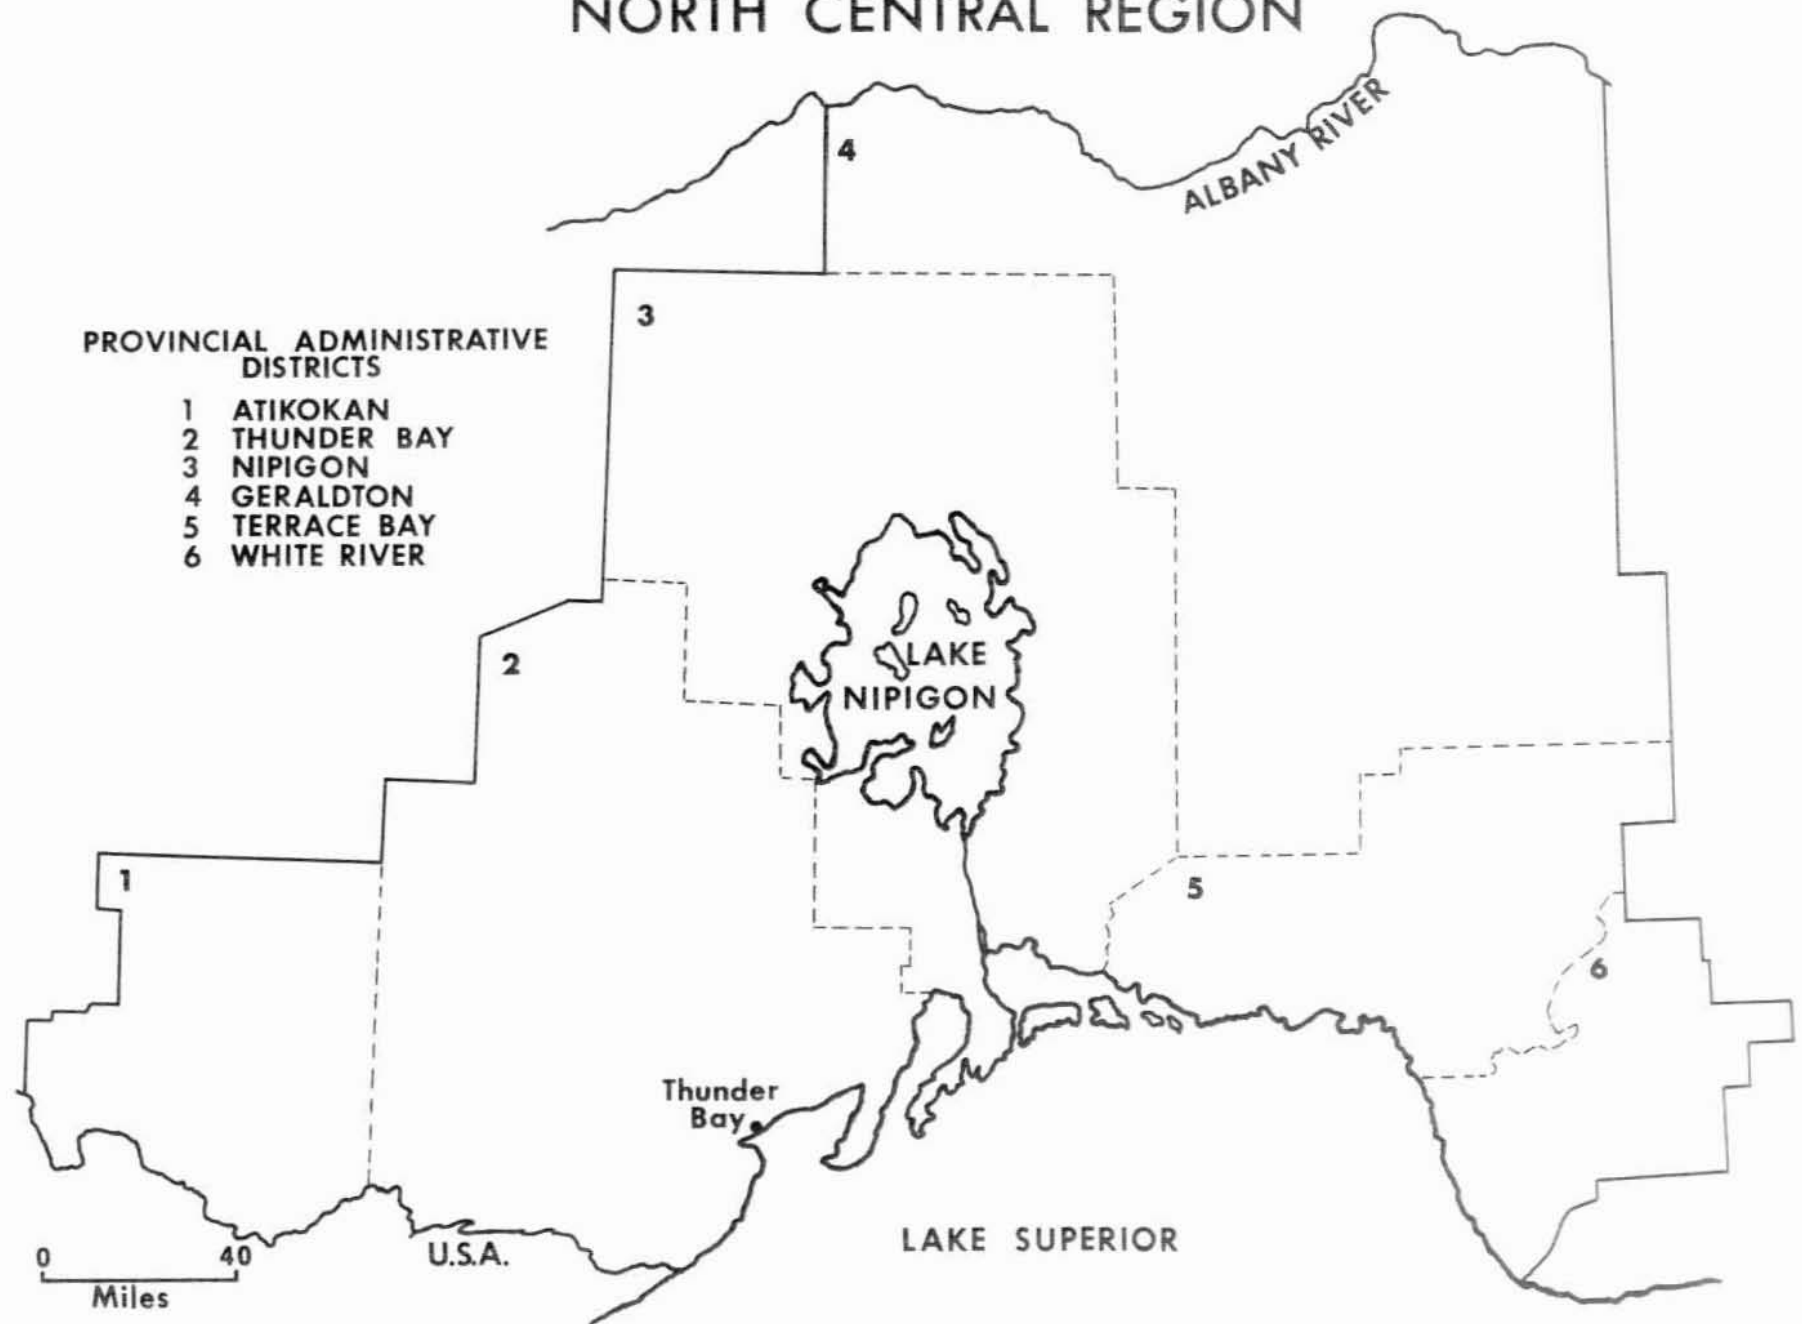 NORTH CENTRAL REGION
ALBANY RIVER
4
3
PROVINCIAL ADMINISTRATIVE
DISTRICTS
1 ATIKOKAN
2 THUNDER BAY
3 NIPIGON
4 GERALDTON
5 TERRACE BAY
6 WHITE RIVER
2
LAKE
NIPIGON
1
5
6
Thunder
Bay
LAKE SUPERIOR
U.S.A.
0 40
Miles